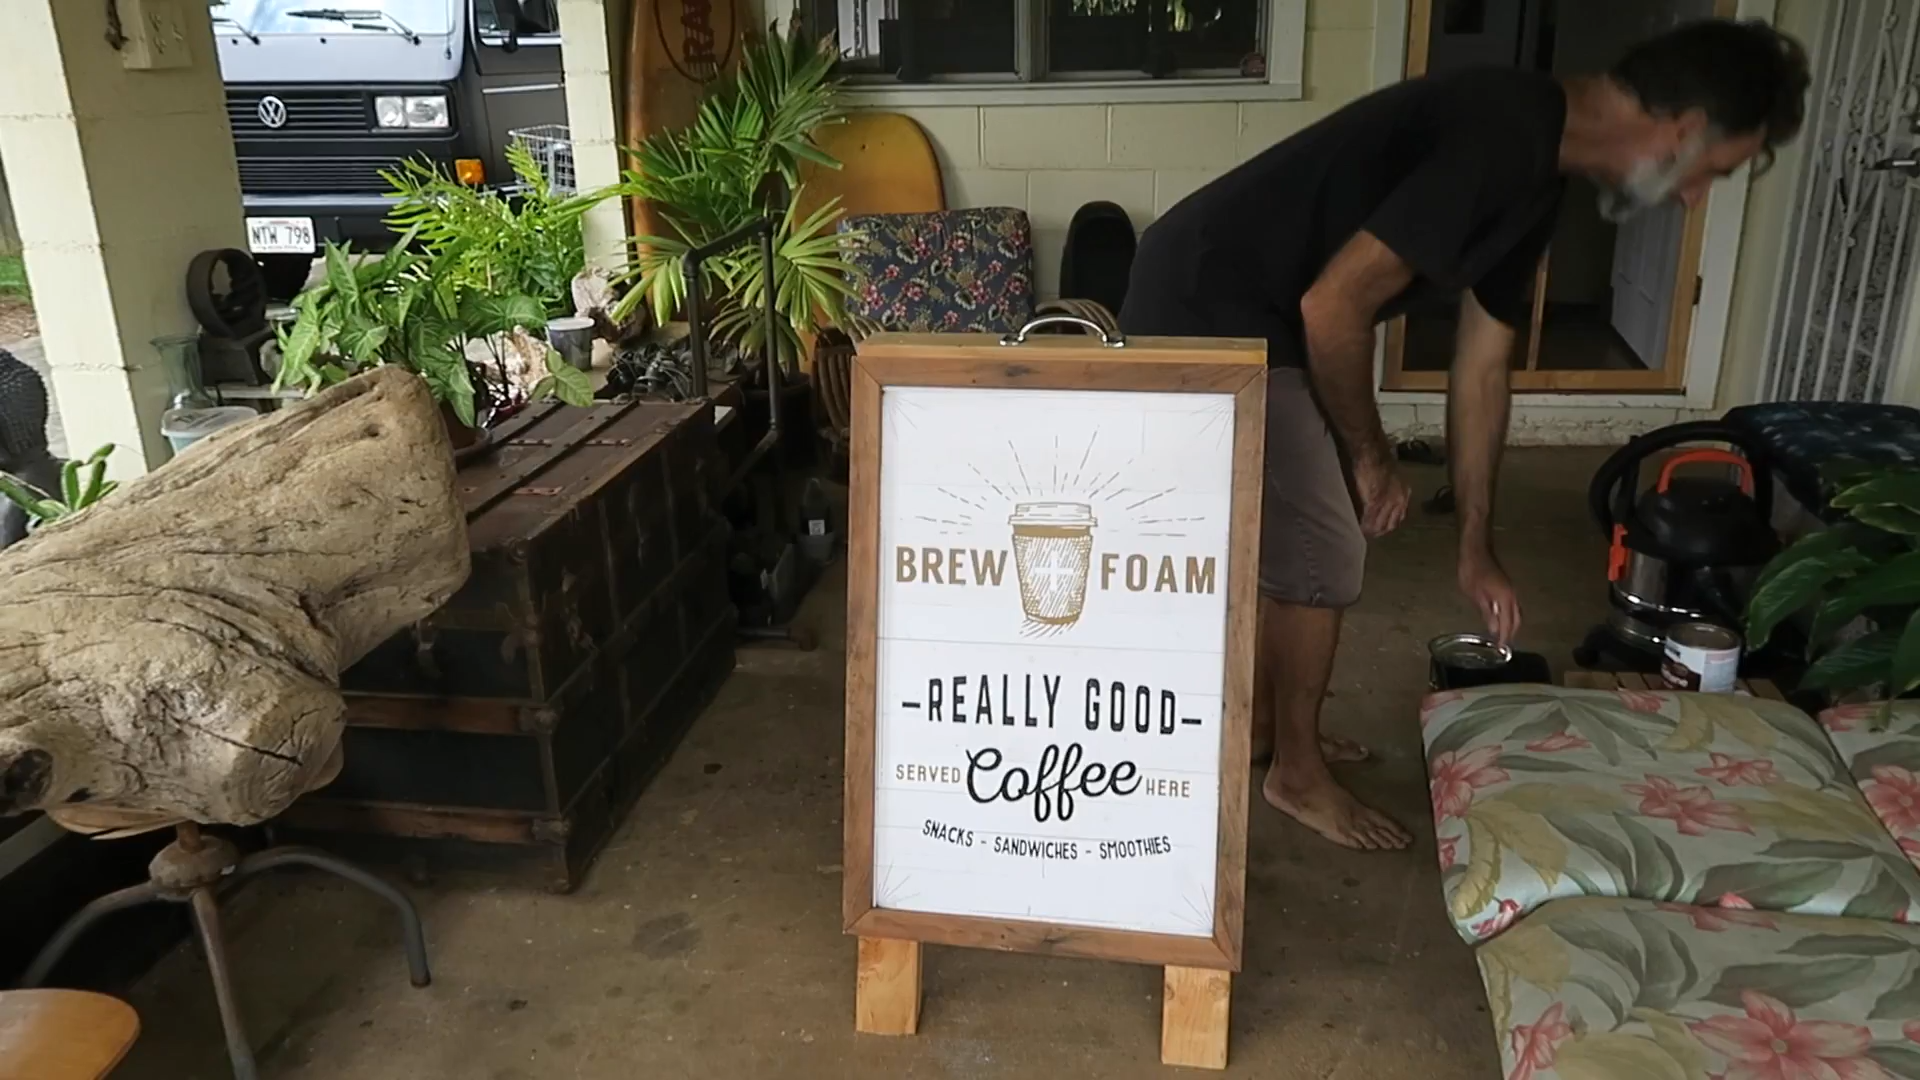 NTW 798
BREW + FOAM
-REALLY GOOD-
SERVED Coffee HERE
SNACKS - SANDWICHES - SMOOTHIES